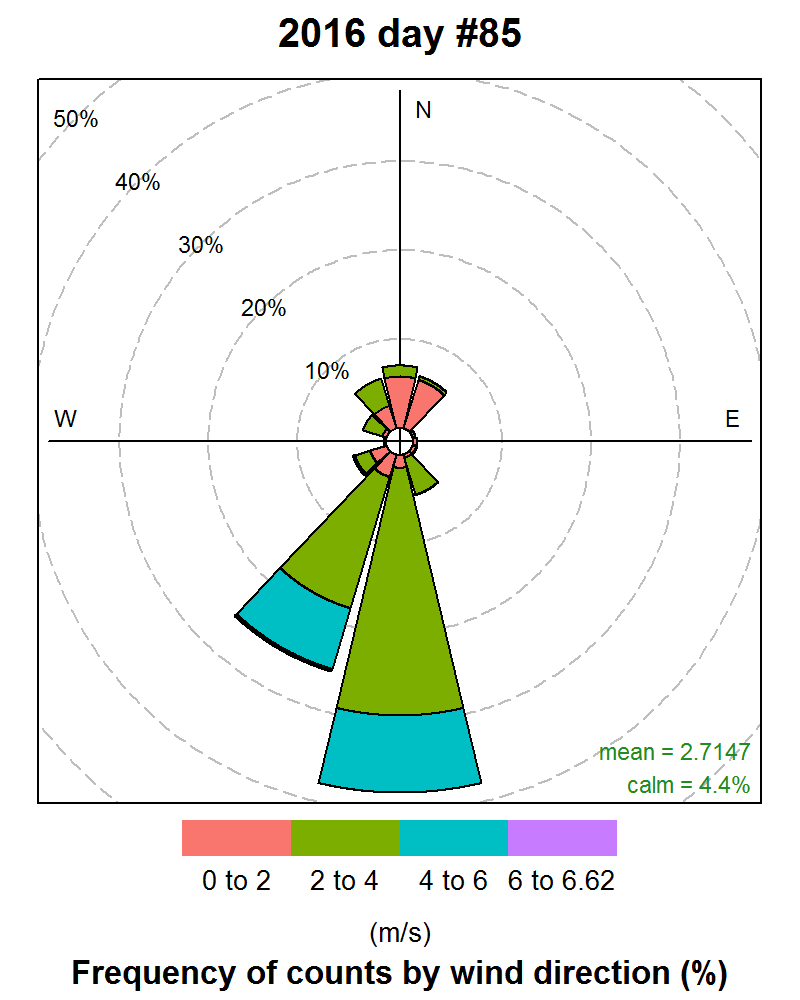 2016 day #85
N
50%
40%
30%
20%
10%
W
E
mean = 2.7147
calm = 4.4%
0 to 2 2 to 4 4 to 6 6 to 6.62
(m/s)
Frequency of counts by wind direction (%)